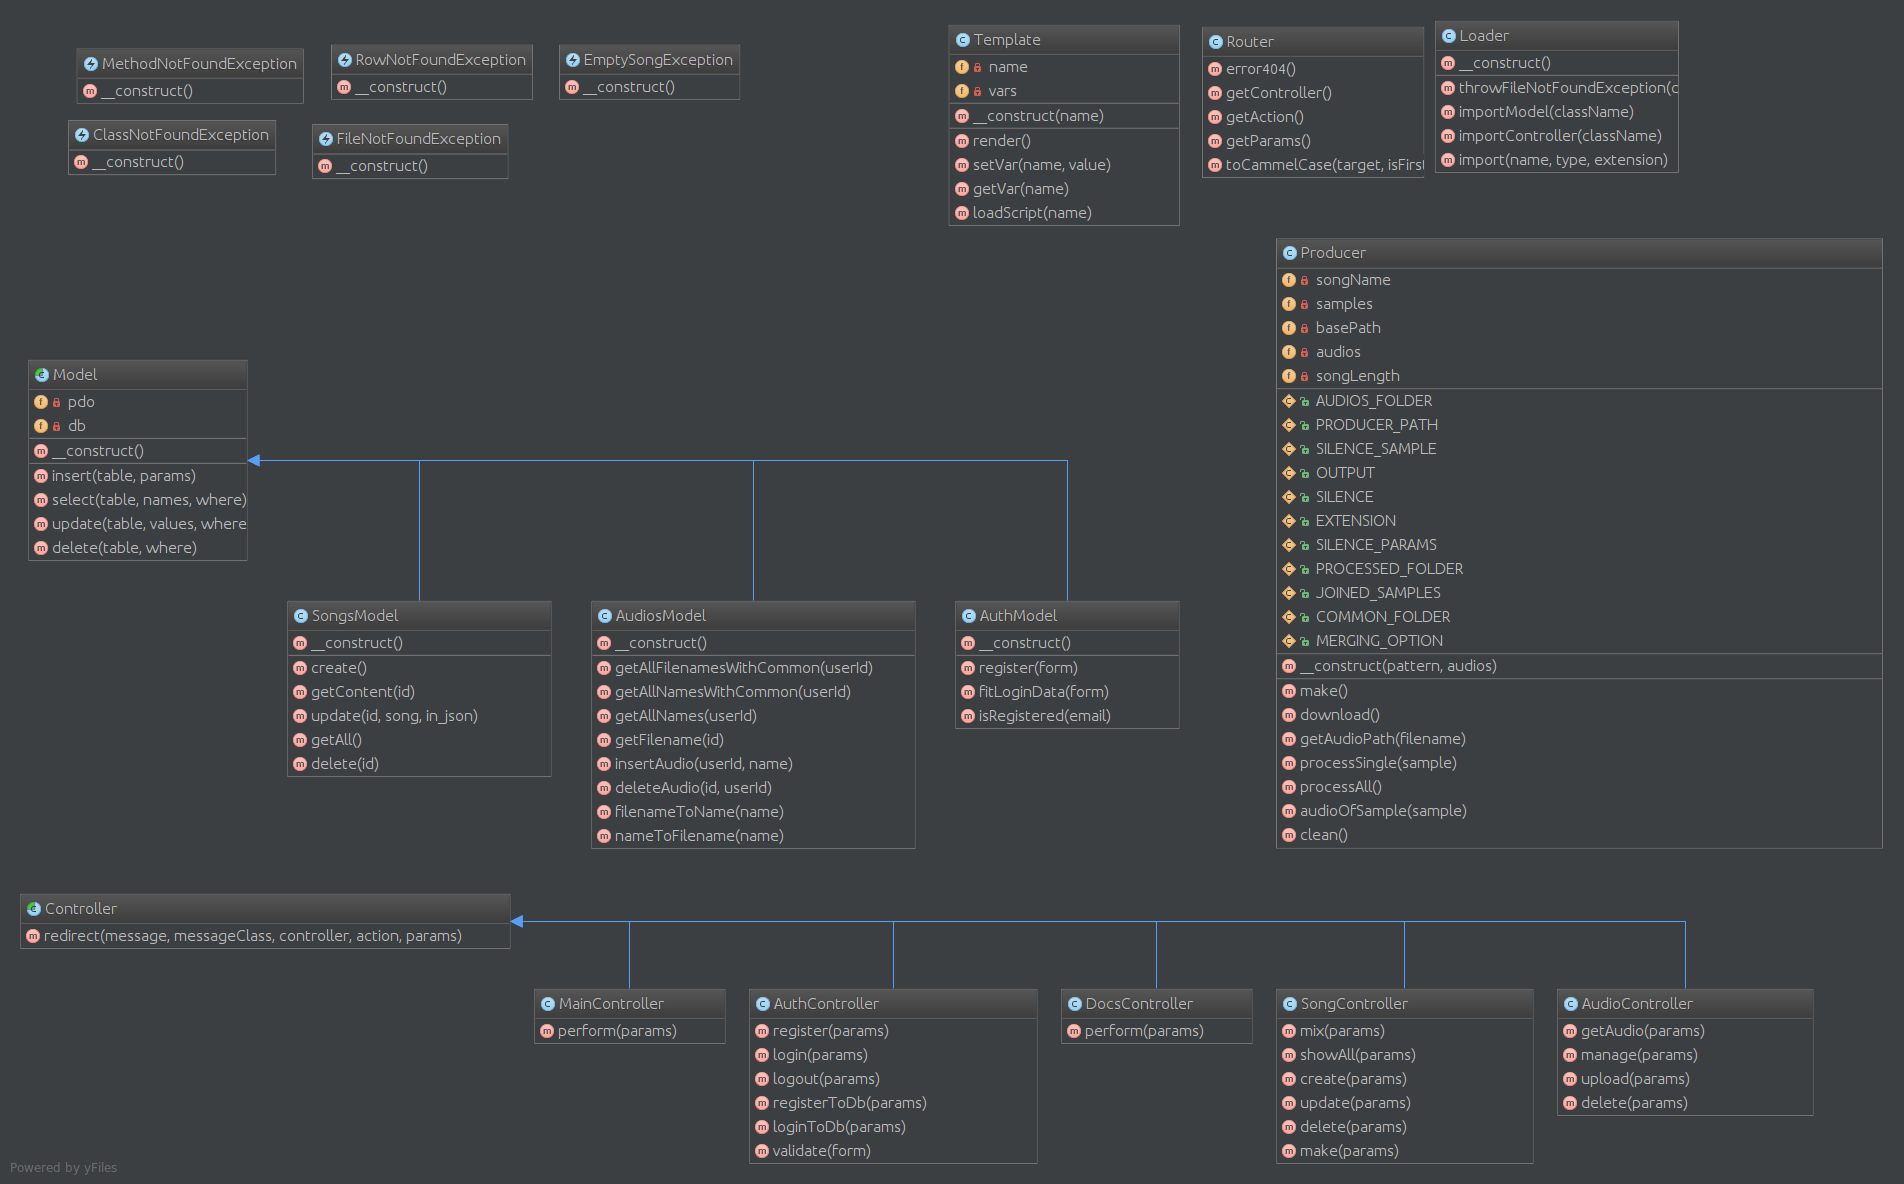 MethodNotFoundException
__construct()
RowNotFoundException
__construct()
EmptySongException
__construct()
ClassNotFoundException
__construct()
FileNotFoundException
__construct()
Template
name
vars
__construct(name)
render()
setVar(name, value)
getVar(name)
loadScript(name)
Router
error404()
getController()
getAction()
getParams()
toCammelCase(target, isFirst
Loader
__construct()
throwFileNotFoundException(c
importModel(className)
importController(className)
import(name, type, extension)
Producer
songName
samples
basePath
audios
songLength
AUDIOS_FOLDER
PRODUCER_PATH
SILENCE_SAMPLE
OUTPUT
SILENCE
EXTENSION
SILENCE_PARAMS
PROCESSED_FOLDER
JOINED_SAMPLES
COMMON_FOLDER
MERGING_OPTION
__construct(pattern, audios)
make()
download()
getAudioPath(filename)
processSingle(sample)
processAll()
audioOfSample(sample)
clean()
Model
pdo
db
__construct()
insert(table, params)
select(table, names, where)
update(table, values, where
delete(table, where)
SongsModel
__construct()
create()
getContent(id)
update(id, song, in_json)
getAll()
delete(id)
AudiosModel
__construct()
getAllFilenamesWithCommon(userId)
getAllNamesWithCommon(userId)
getAllNames(userId)
getFilename(id)
insertAudio(userId, name)
deleteAudio(id, userId)
filenameToName(name)
nameToFilename(name)
AuthModel
__construct()
register(form)
fitLoginData(form)
isRegistered(email)
Controller
redirect(message, messageClass, controller, action, params)
MainController
perform(params)
AuthController
register(params)
login(params)
logout(params)
registerToDb(params)
loginToDb(params)
validate(form)
DocsController
perform(params)
SongController
mix(params)
showAll(params)
create(params)
update(params)
delete(params)
make(params)
AudioController
getAudio(params)
manage(params)
upload(params)
delete(params)
Powered by yFiles